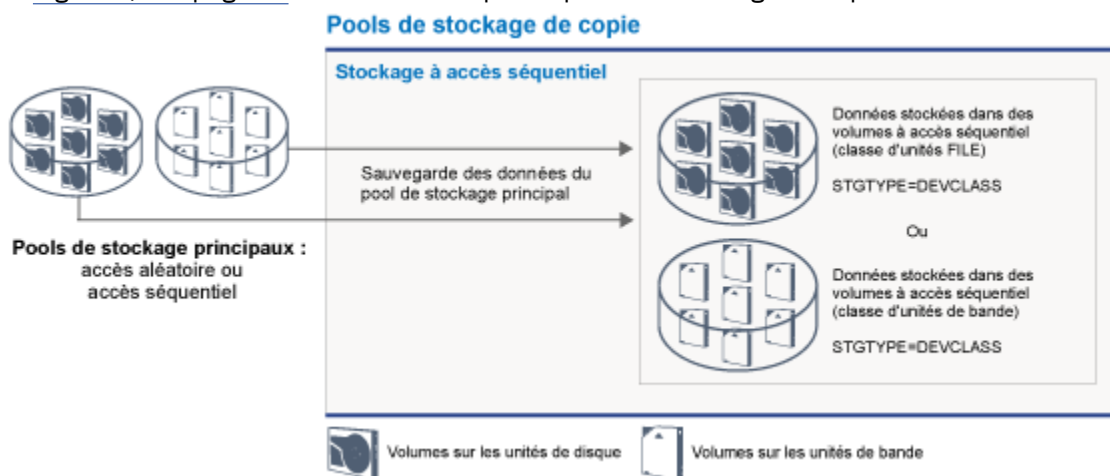 Pools de stockage de copie
Stockage à accès séquentiel
Données stockées dans des
volumes à accès séquentiel
(classe d'unités FILE)
STGTYPE=DEVCLASS
Sauvegarde des données du
pool de stockage principal
Ou
Pools de stockage principaux :
accès aléatoire ou
accès séquentiel
Données stockées dans des
volumes à accès séquentiel
(classe d'unités de bande)
STGTYPE=DEVCLASS
Volumes sur les unités de disque
Volumes sur les unités de bande